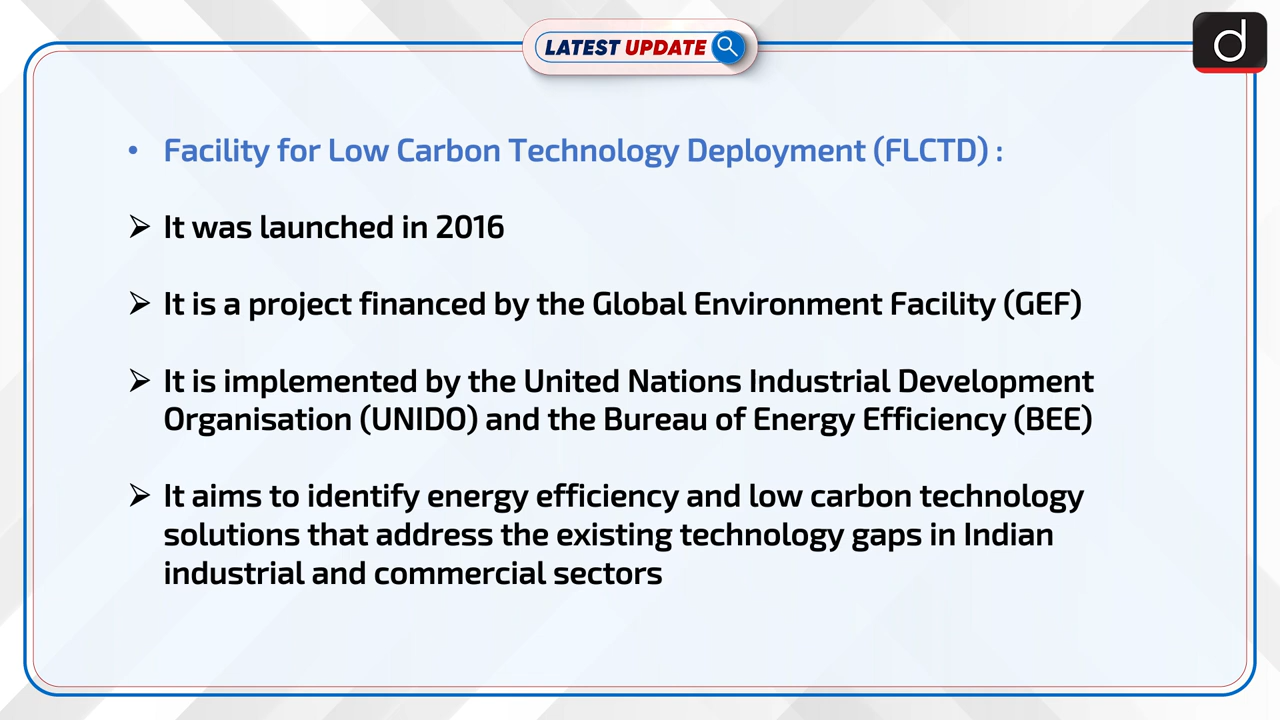 LATEST UPDATE
d
• Facility for Low Carbon Technology Deployment (FLCTD) :
➢ It was launched in 2016
➢ It is a project financed by the Global Environment Facility (GEF)
➢ It is implemented by the United Nations Industrial Development
Organisation (UNIDO) and the Bureau of Energy Efficiency (BEE)
➢ It aims to identify energy efficiency and low carbon technology
solutions that address the existing technology gaps in Indian
industrial and commercial sectors